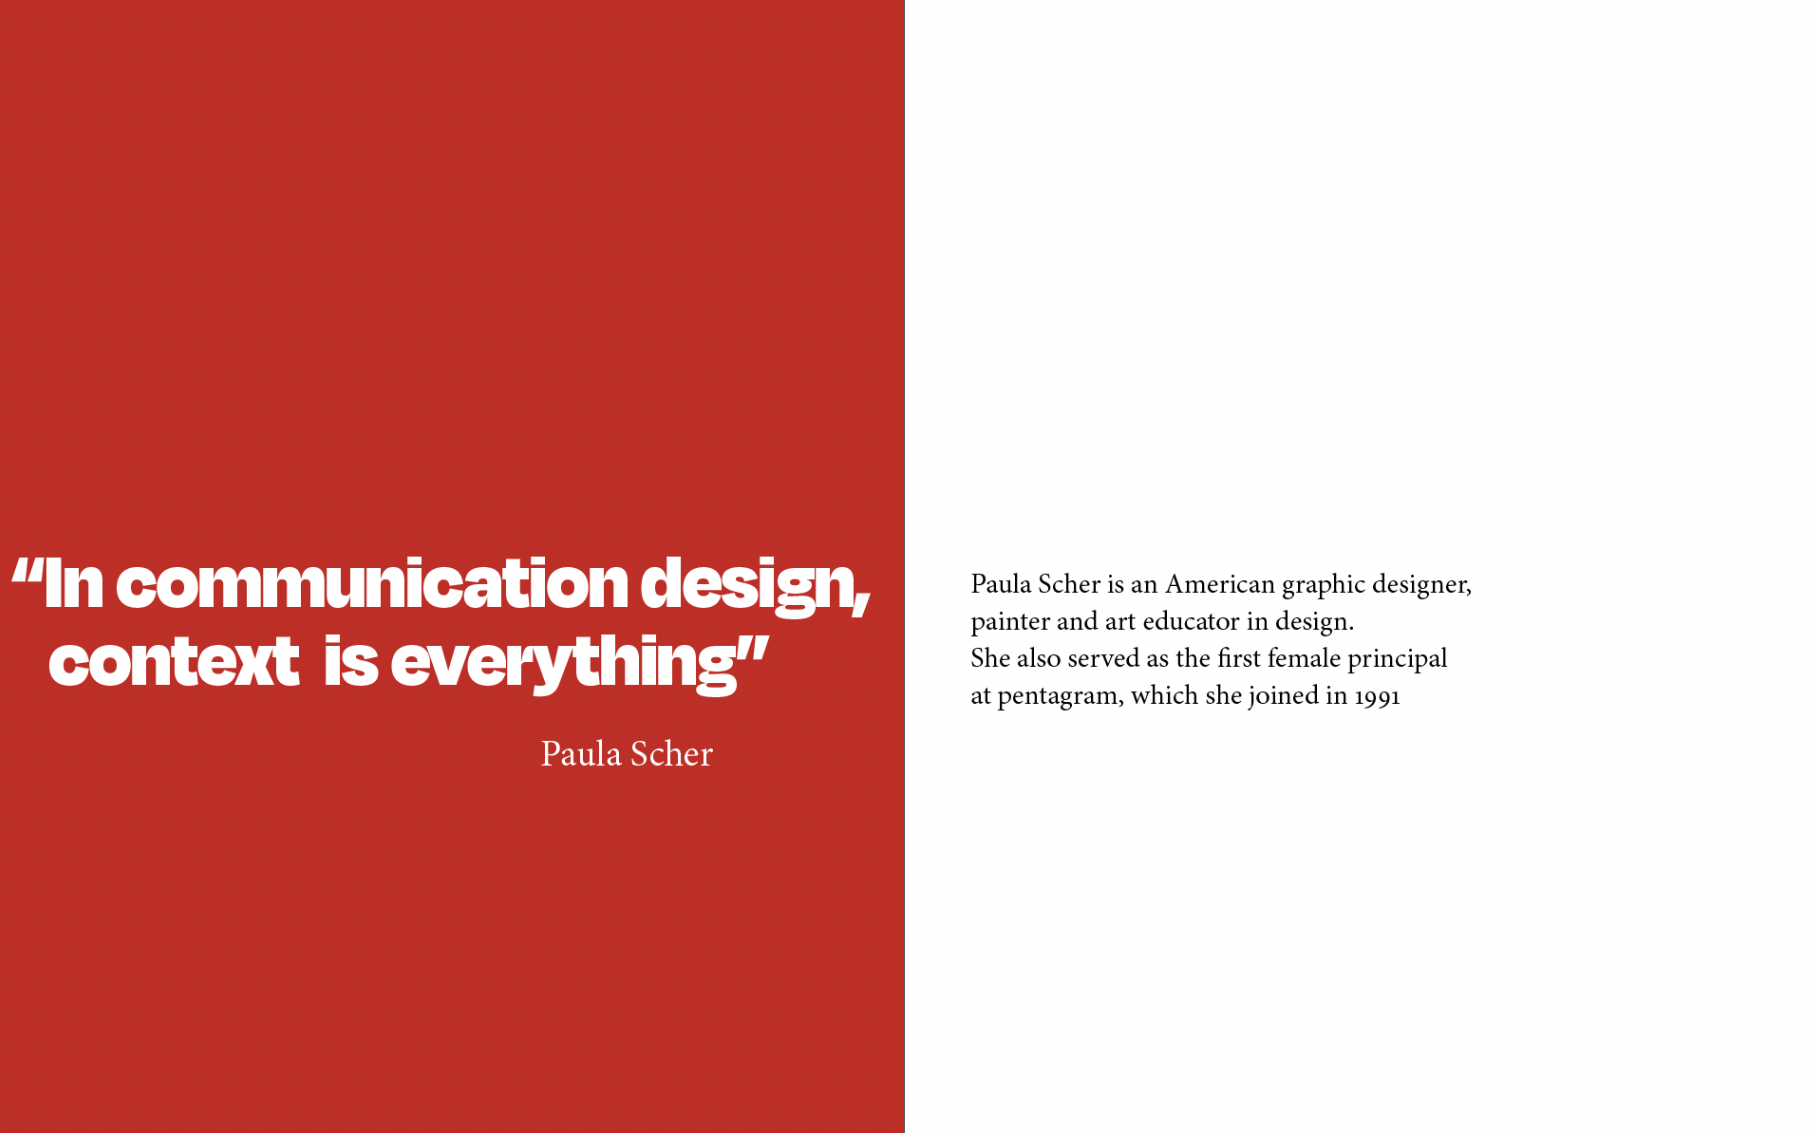 “In communication design,
context  is everything”
Paula Scher
Paula Scher is an American graphic designer,
painter and art educator in design.
She also served as the first female principal
at pentagram, which she joined in 1991